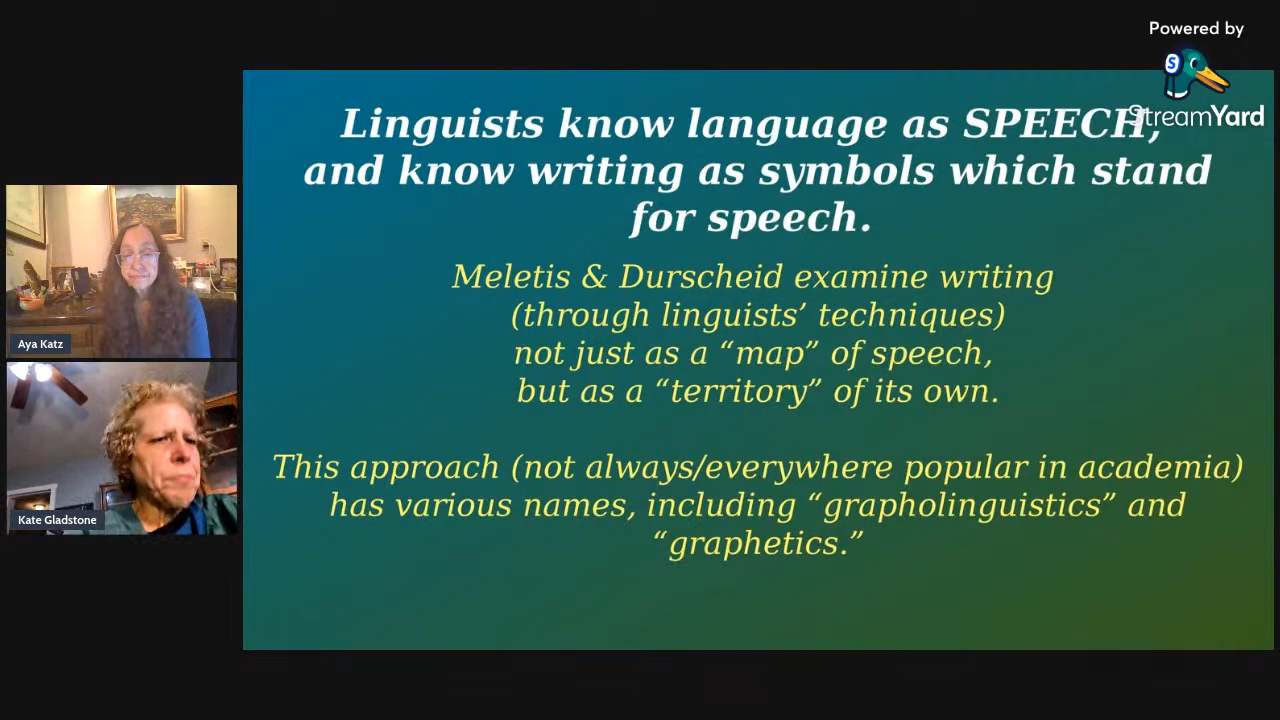 Powered by
StreamYard
Linguists know language as SPEECH,
and know writing as symbols which stand
for speech.
Meletis & Durscheid examine writing
(through linguists’ techniques)
not just as a “map” of speech,
but as a “territory” of its own.
This approach (not always/everywhere popular in academia)
has various names, including “grapholinguistics” and
“graphetics.”
Aya Katz
Kate Gladstone